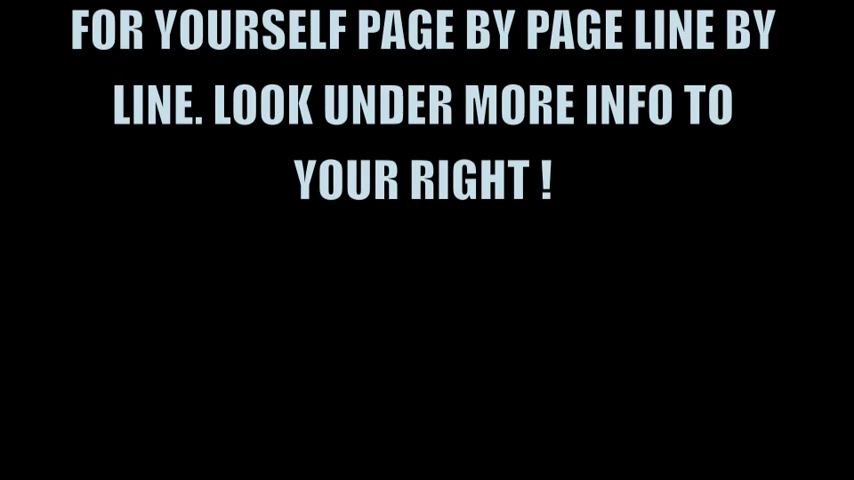 FOR YOURSELF PAGE BY PAGE LINE BY
LINE. LOOK UNDER MORE INFO TO
YOUR RIGHT !